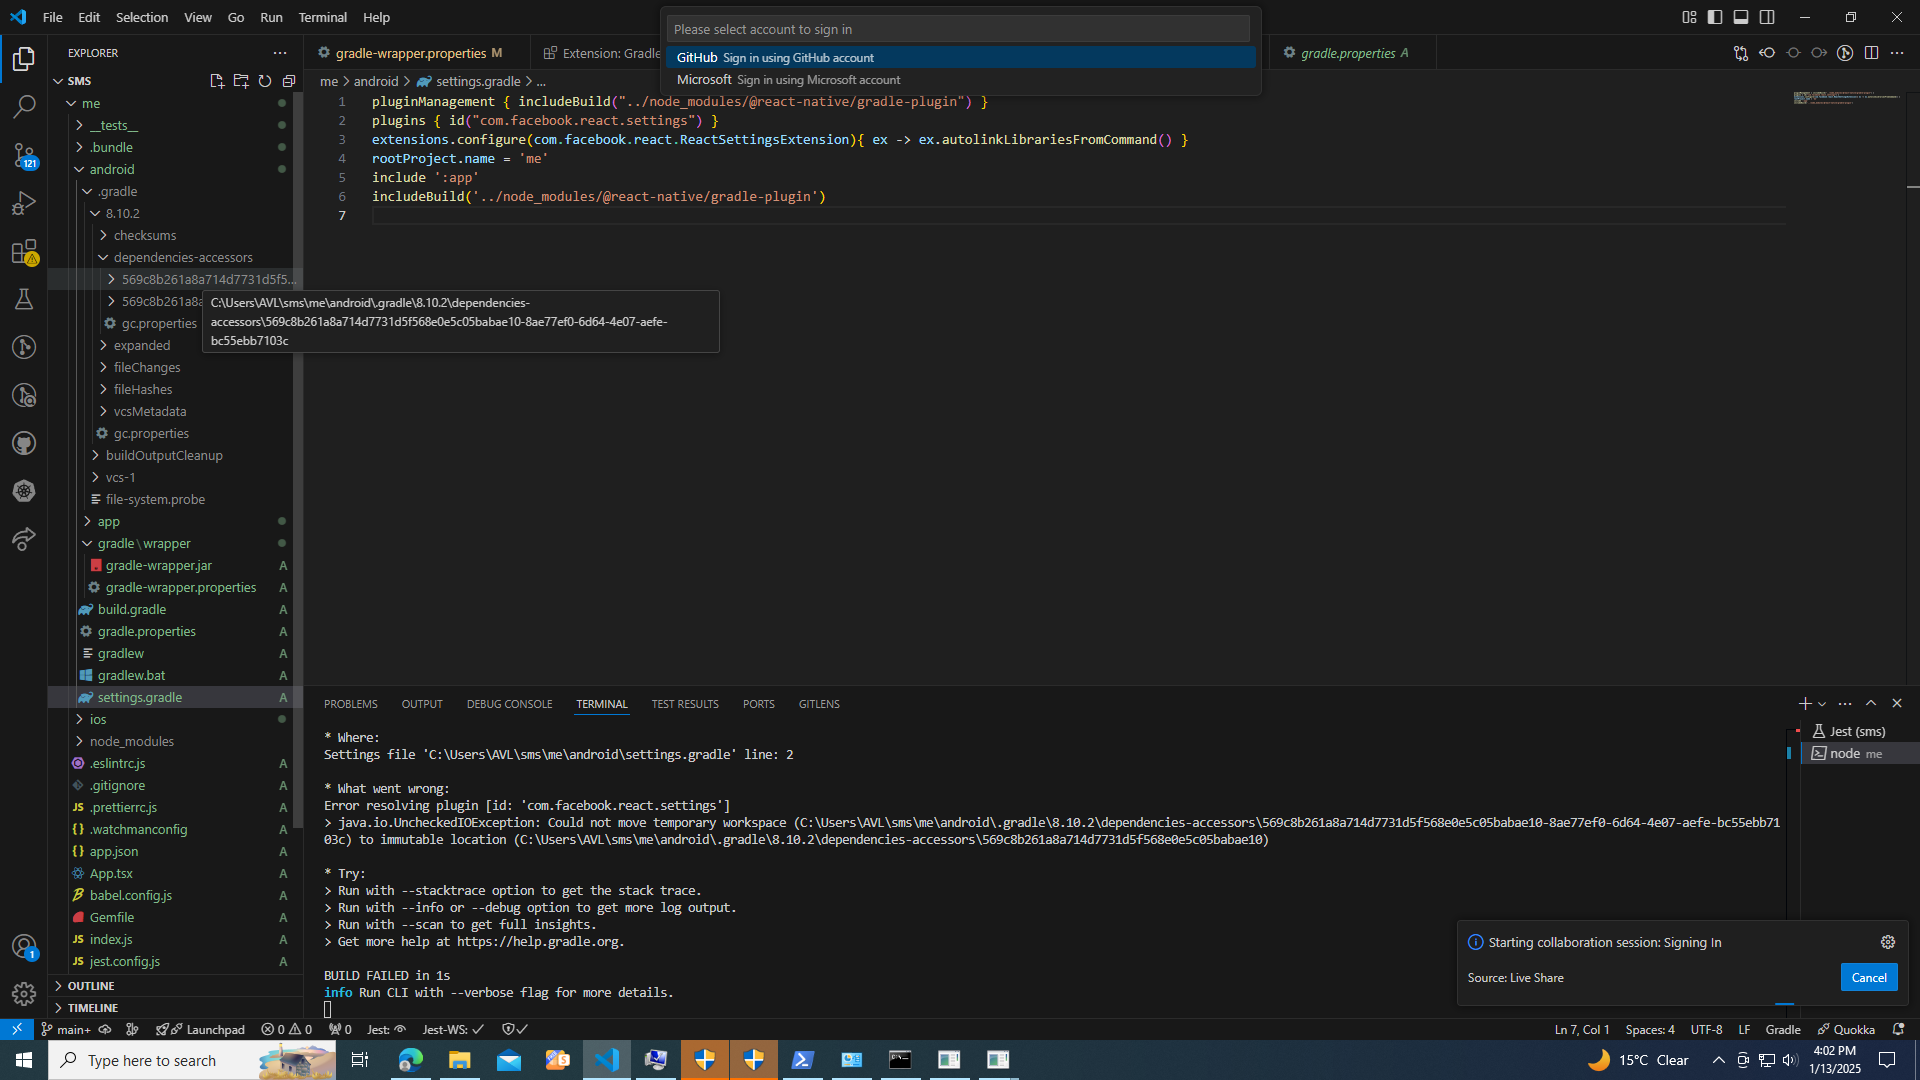 File Edit Selection View Go Run Terminal Help
Please select account to sign in
GitHub Sign in using GitHub account
Microsoft Sign in using Microsoft account
EXPLORER
gradle-wrapper.properties M
Extension: Gradle
gradle.properties A
SMS
me > android > settings.gradle > ...
me
__tests__
.bundle
android
.gradle
8.10.2
checksums
dependencies-accessors
569c8b261a8a714d7731d5f5...
569c8b261a8a
gc.properties
C:\Users\AVL\sms\me\android\.gradle\8.10.2\dependencies-
accessors\569c8b261a8a714d7731d5f568e0e5c05babae10-8ae77ef0-6d64-4e07-aefe-
bc55ebb7103c
expanded
fileChanges
fileHashes
vcsMetadata
gc.properties
buildOutputCleanup
vcs-1
file-system.probe
app
gradle\wrapper
gradle-wrapper.jar A
gradle-wrapper.properties A
build.gradle A
gradle.properties A
gradlew A
gradlew.bat A
settings.gradle A
ios
node_modules
.eslintrc.js A
.gitignore A
.prettierrc.js A
.watchmanconfig A
app.json A
App.tsx A
babel.config.js A
Gemfile A
index.js A
jest.config.js A
OUTLINE
TIMELINE
121
1
1 pluginManagement { includeBuild("../node_modules/@react-native/gradle-plugin") }
2 plugins { id("com.facebook.react.settings") }
3 extensions.configure(com.facebook.react.ReactSettingsExtension){ ex -> ex.autolinkLibrariesFromCommand() }
4 rootProject.name = 'me'
5 include ':app'
6 includeBuild('../node_modules/@react-native/gradle-plugin')
7
PROBLEMS OUTPUT DEBUG CONSOLE TERMINAL TEST RESULTS PORTS GITLENS
* Where:
Settings file 'C:\Users\AVL\sms\me\android\settings.gradle' line: 2
* What went wrong:
Error resolving plugin [id: 'com.facebook.react.settings']
> java.io.UncheckedIOException: Could not move temporary workspace (C:\Users\AVL\sms\me\android\.gradle\8.10.2\dependencies-accessors\569c8b261a8a714d7731d5f568e0e5c05babae10-8ae77ef0-6d64-4e07-aefe-bc55ebb71
03c) to immutable location (C:\Users\AVL\sms\me\android\.gradle\8.10.2\dependencies-accessors\569c8b261a8a714d7731d5f568e0e5c05babae10)
* Try:
> Run with --stacktrace option to get the stack trace.
> Run with --info or --debug option to get more log output.
> Run with --scan to get full insights.
> Get more help at https://help.gradle.org.
BUILD FAILED in 1s
info Run CLI with --verbose flag for more details.
Jest (sms)
node me
Starting collaboration session: Signing In
Source: Live Share
Cancel
main+ Launchpad 0 0 0 Jest: Jest-WS:
Ln 7, Col 1 Spaces: 4 UTF-8 LF Gradle Quokka
Type here to search
15°C Clear
4:02 PM
1/13/2025